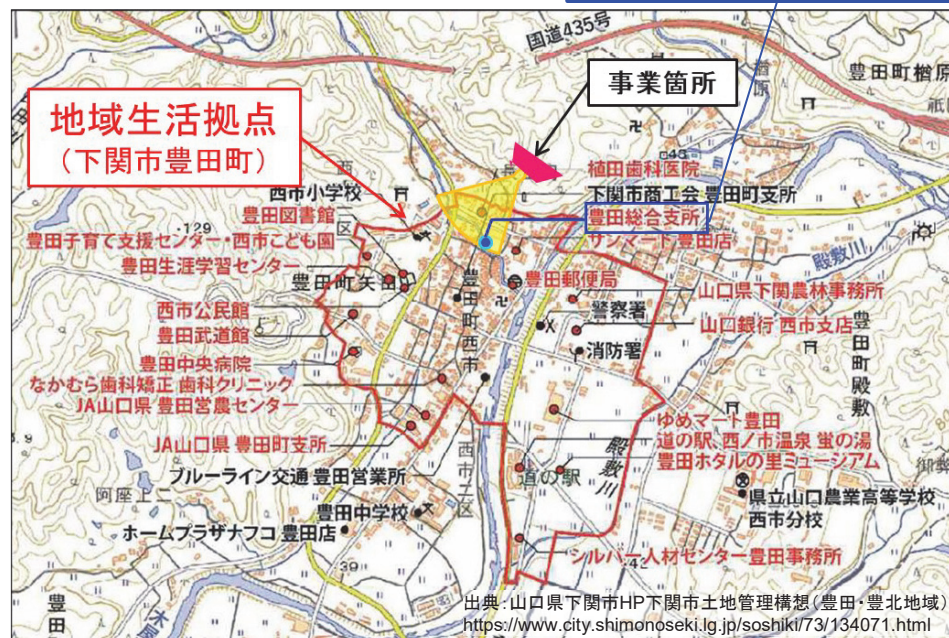 国道435号
豊田町楢原
事業箇所
地域生活拠点
(下関市豊田町)
植田歯科医院
西市小学校
下関市商工会 豊田町支所
豊田図書館
豊田総合支所
サンマート豊田店
豊田子育て支援センター・西市こども園
129
45
殿敷川
豊田生涯学習センター
豊田町矢田
豊田郵便局
山口県下関農林事務所
豊田町西市
西市公民館
警察署
山口銀行 西市支店
豊田武道館
消防署
豊田町殿敷
豊田中央病院
なかむら歯科矯正 歯科クリニック
JA山口県 豊田営農センター
ゆめマート豊田
道の駅、西ノ市温泉 蛍の湯
JA山口県 豊田町支所
豊田ホタルの里ミュージアム
殿敷川
西市二区
ブルーライン交通 豊田営業所
道の駅
阿座上二
県立山口農業高等学校
西市分校
豊田中学校
ホームプラザナフコ 豊田店
シルバー人材センター豊田事務所
39
42
豊田
出典:山口県下関市HP下関市土地管理構想(豊田・豊北地域)
https://www.city.shimonoseki.lg.jp/soshiki/73/134071.html